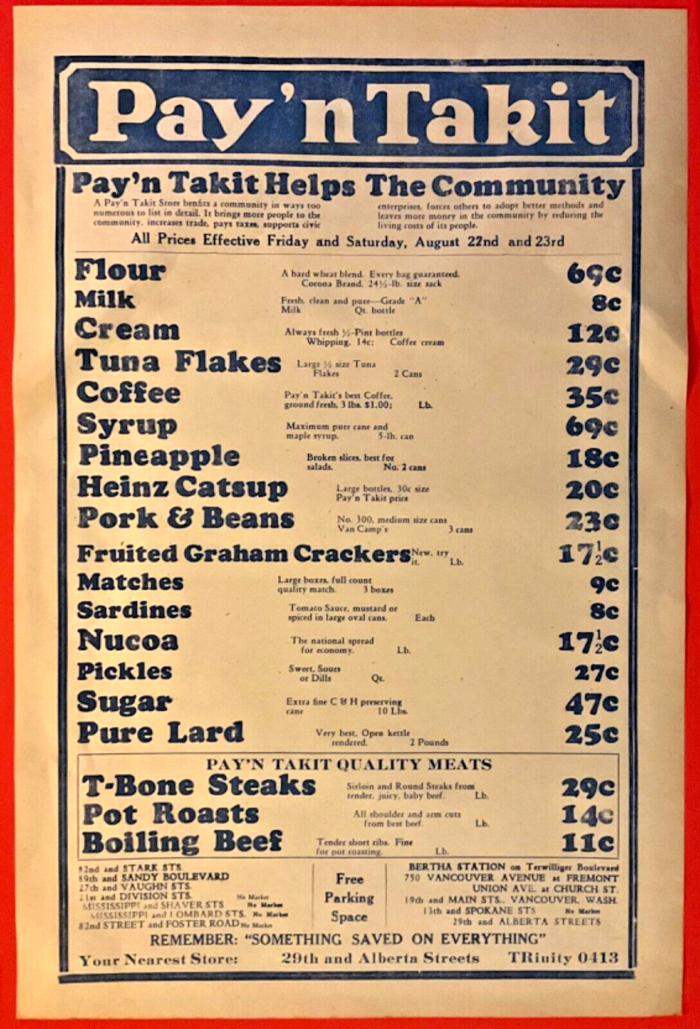 Pay'n Takit
Pay'n Takit Helps The Community
A Pay'n Takit Store benfits a community in ways too
numerous to list in detail. It brings more people to the
community, increases trade, pays taxes, supports civic
enterprises, forces others to adopt better methods and
leaves more money in the community by reducing the
living costs of its people.
All Prices Effective Friday and Saturday, August 22nd and 23rd
Flour A hard wheat blend. Every bag guaranteed. 69c
Corona Brand, 24½-lb. size sack
Milk Fresh, clean and pure—Grade "A" 8c
Milk Qt. bottle
Cream Always fresh ½-Pint bottles 12c
Whipping, 14c; Coffee cream
Tuna Flakes Large ½ size Tuna 29c
Flakes 2 Cans
Coffee Pay'n Takit's best Coffee, 35c
ground fresh, 3 lbs. $1.00; Lb.
Syrup Maximum pure cane and 69c
maple syrup. 5-lb. can
Pineapple Broken slices, best for 18c
salads. No. 2 cans
Heinz Catsup Large bottles, 30c size 20c
Pay'n Takit price
Pork & Beans No. 300, medium size cans 23c
Van Camp's 3 cans
Fruited Graham Crackers New, try 17½c
it. Lb.
Matches Large boxes, full count 9c
quality match. 3 boxes
Sardines Tomato Sauce, mustard or 8c
spiced in large oval cans. Each
Nucoa The national spread 17½c
for economy. Lb.
Pickles Sweet, Sours 27c
or Dills Qt.
Sugar Extra fine C & H preserving 47c
cane 10 Lbs.
Pure Lard Very best, Open kettle 25c
rendered. 2 Pounds
PAY'N TAKIT QUALITY MEATS
T-Bone Steaks Sirloin and Round Steaks from 29c
tender, juicy, baby beef. Lb.
Pot Roasts All shoulder and arm cuts 14c
from best beef. Lb.
Boiling Beef Tender short ribs. Fine 11c
for pot roasting. Lb.
82nd and STARK STS.
89th and SANDY BOULEVARD
27th and VAUGHN STS.
21st and DIVISION STS. No Market
MISSISSIPPI and SHAVER STS No Market
MISSISSIPPI and LOMBARD STS. No Market
82nd STREET and FOSTER ROAD No Market
Free
Parking
Space
BERTHA STATION on Terwilliger Boulevard
750 VANCOUVER AVENUE at FREMONT
UNION AVE. at CHURCH ST.
19th and MAIN STS., VANCOUVER, WASH.
13th and SPOKANE STS No Market
29th and ALBERTA STREETS
REMEMBER: "SOMETHING SAVED ON EVERYTHING"
Your Nearest Store: 29th and Alberta Streets TRinity 0413